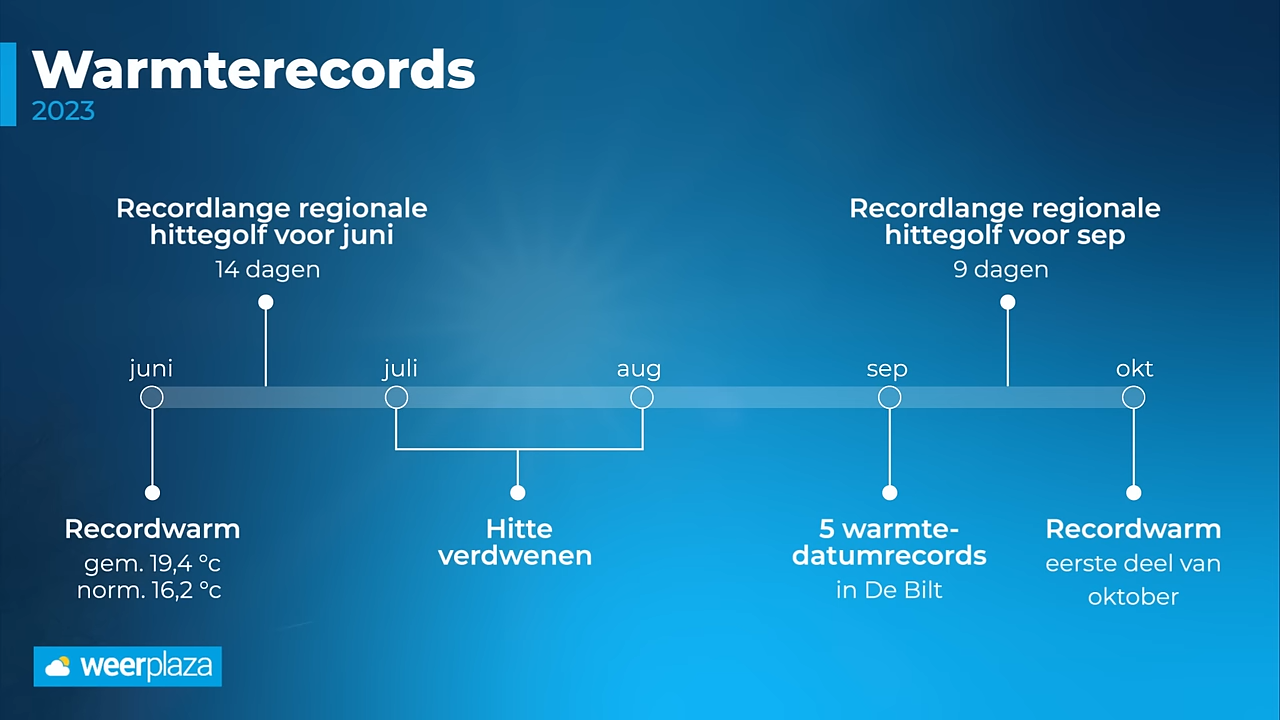 Warmterecords
2023
Recordlange regionale
hittegolf voor juni
14 dagen
Recordlange regionale
hittegolf voor sep
9 dagen
juni
juli
aug
sep
okt
Recordwarm
gem. 19,4 °c
norm. 16,2 °c
Hitte
verdwenen
5 warmte-
datumrecords
in De Bilt
Recordwarm
eerste deel van
oktober
weerplaza